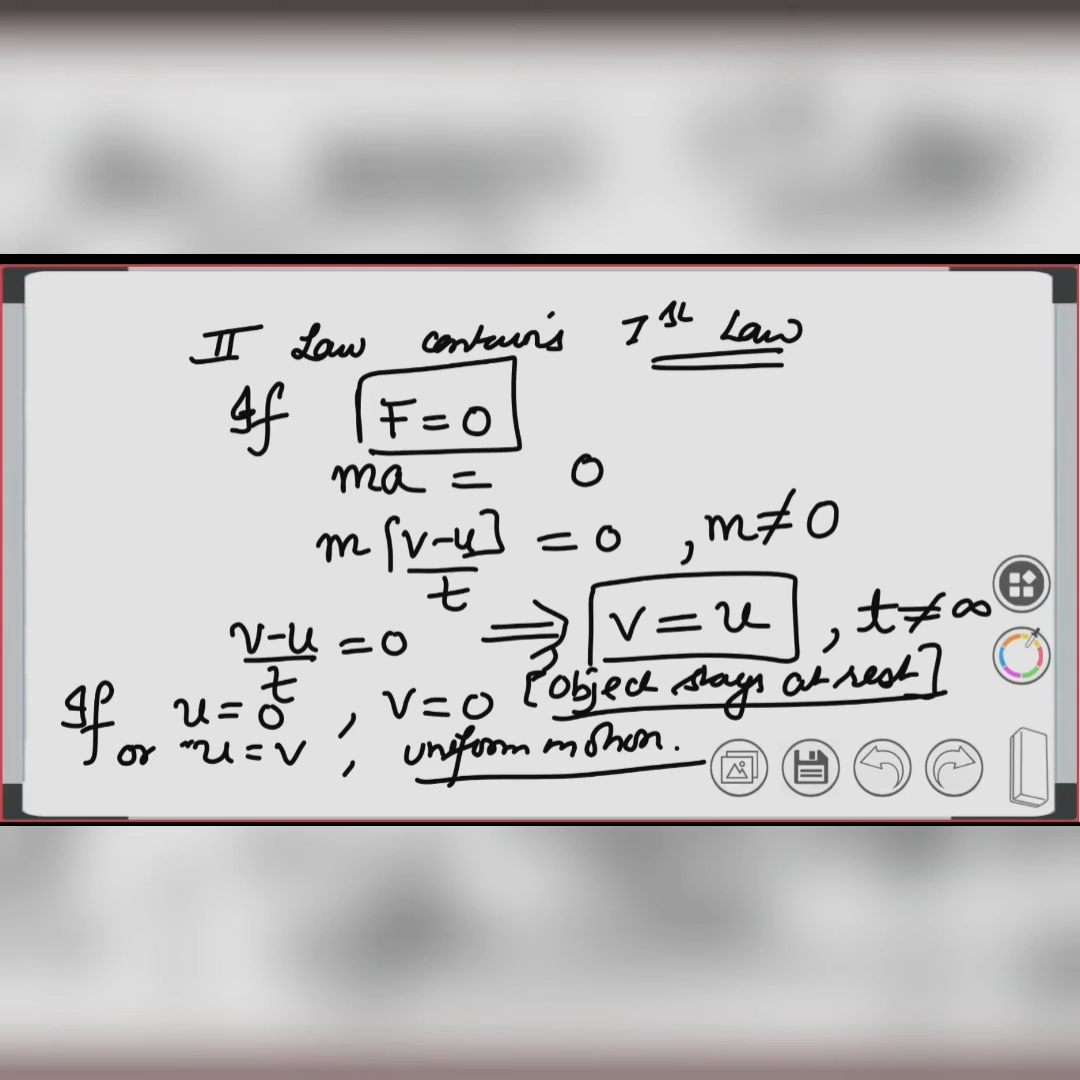 II Law contains 1st Law
If F = 0
ma = 0
m [v-u]/t = 0 , m ≠ 0
v-u/t = 0 ⇒ v = u , t ≠ ∞
If u = 0 , v = 0 [object stays at rest]
or u = v , uniform motion.